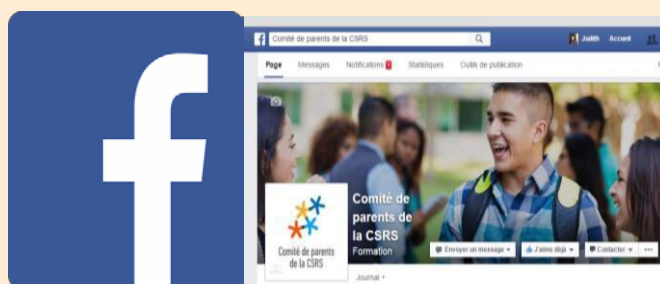 f
Comité de parents de la CSRS
Judith Accueil
Page Messages Notifications Statistiques Outils de publication
Comité de
parents de
la CSRS
Formation
Comité de parents
de la CSRS
Envoyer un message J'aime déjà Contacter
Journal